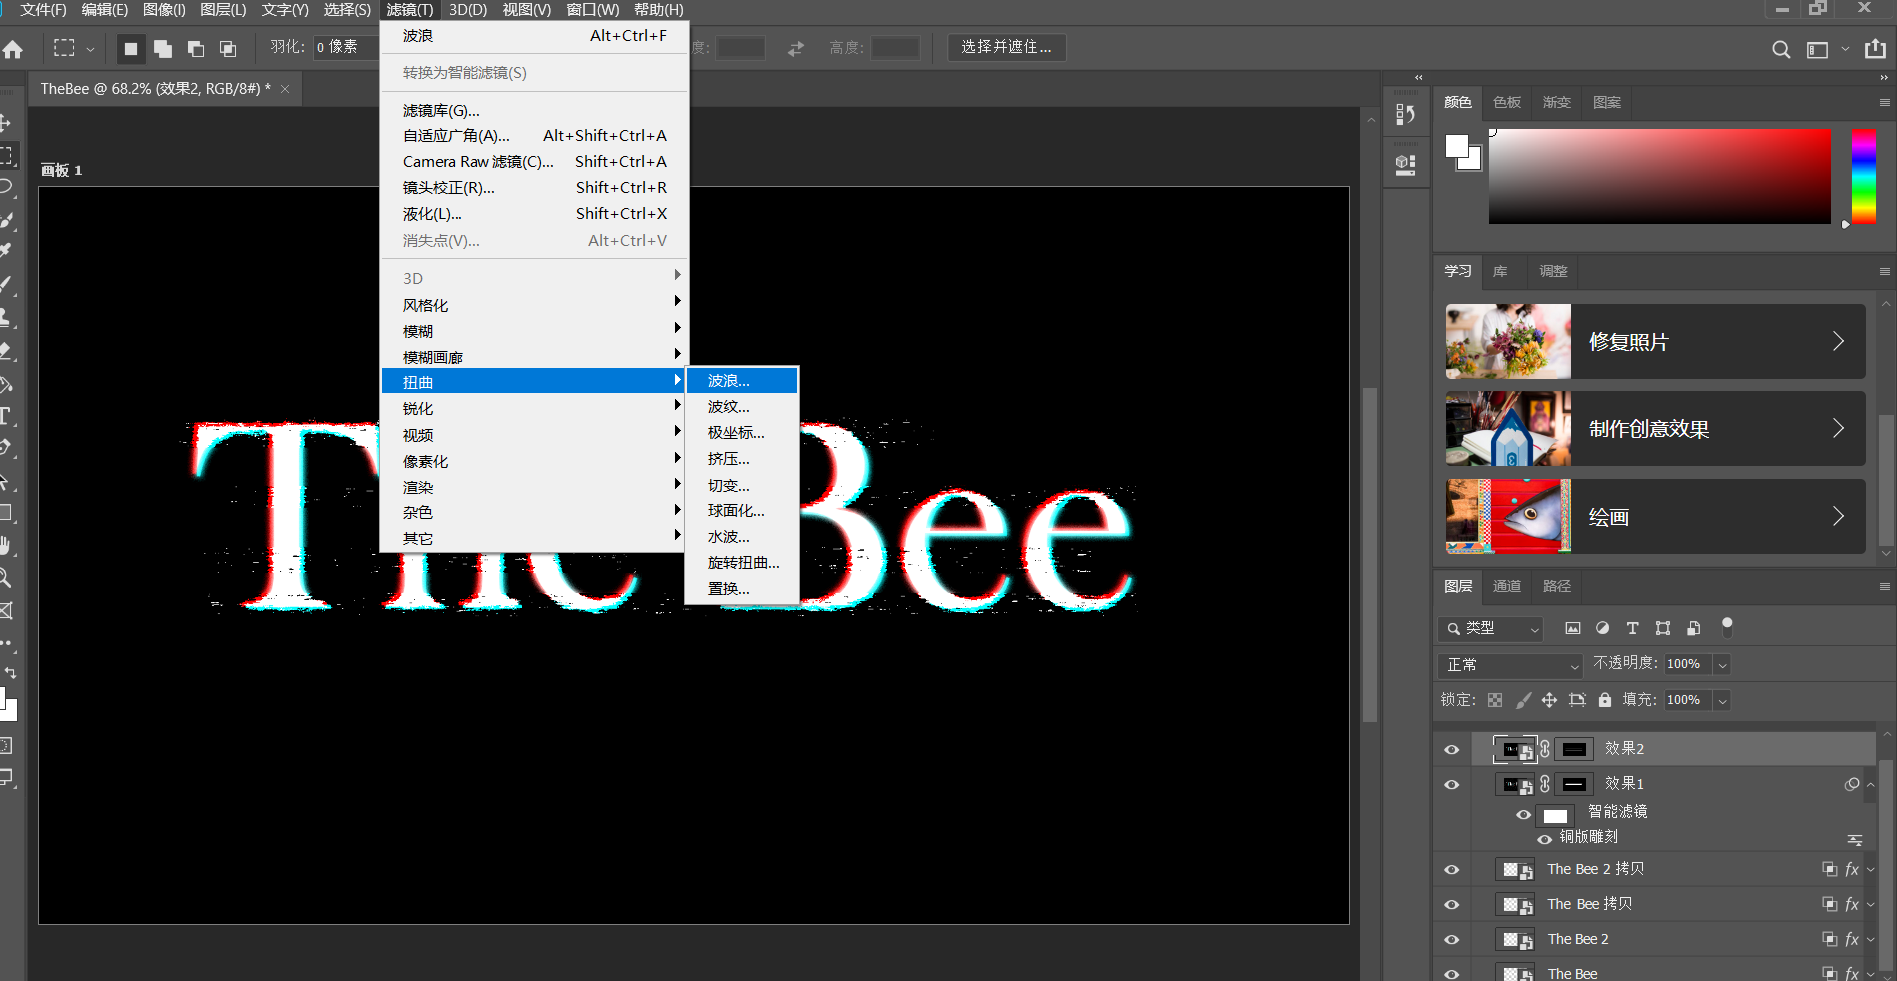 文件(F) 编辑(E) 图像(I) 图层(L) 文字(Y) 选择(S) 滤镜(T) 3D(D) 视图(V) 窗口(W) 帮助(H)
羽化: 0 像素 度: 高度: 选择并遮住...
TheBee @ 68.2% (效果2, RGB/8#) * ×
画板 1
波浪 Alt+Ctrl+F
转换为智能滤镜(S)
滤镜库(G)...
自适应广角(A)... Alt+Shift+Ctrl+A
Camera Raw 滤镜(C)... Shift+Ctrl+A
镜头校正(R)... Shift+Ctrl+R
液化(L)... Shift+Ctrl+X
消失点(V)... Alt+Ctrl+V
3D
风格化
模糊
模糊画廊
扭曲
锐化
视频
像素化
渲染
杂色
其它
波浪...
波纹...
极坐标...
挤压...
切变...
球面化...
水波...
旋转扭曲...
置换...
The Bee
颜色 色板 渐变 图案
学习 库 调整
修复照片
制作创意效果
绘画
图层 通道 路径
类型
正常 不透明度: 100%
锁定: 填充: 100%
效果2
效果1
智能滤镜
铜版雕刻
The Bee 2 拷贝 fx
The Bee 拷贝 fx
The Bee 2 fx
The Bee fx